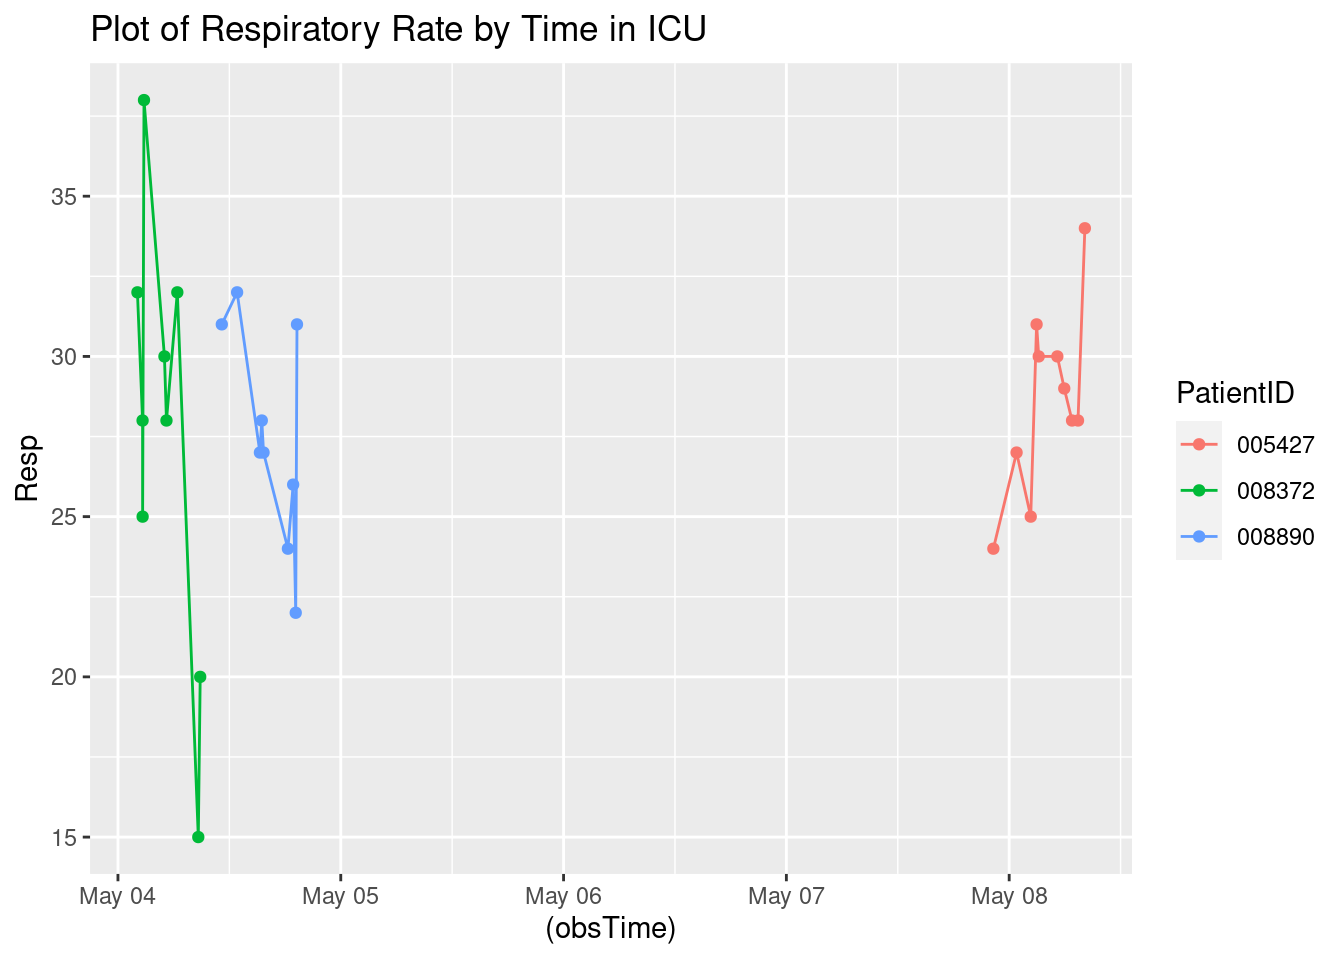 Plot of Respiratory Rate by Time in ICU
Resp
35
30
25
20
15
May 04
May 05
May 06
May 07
May 08
(obsTime)
PatientID
005427
008372
008890